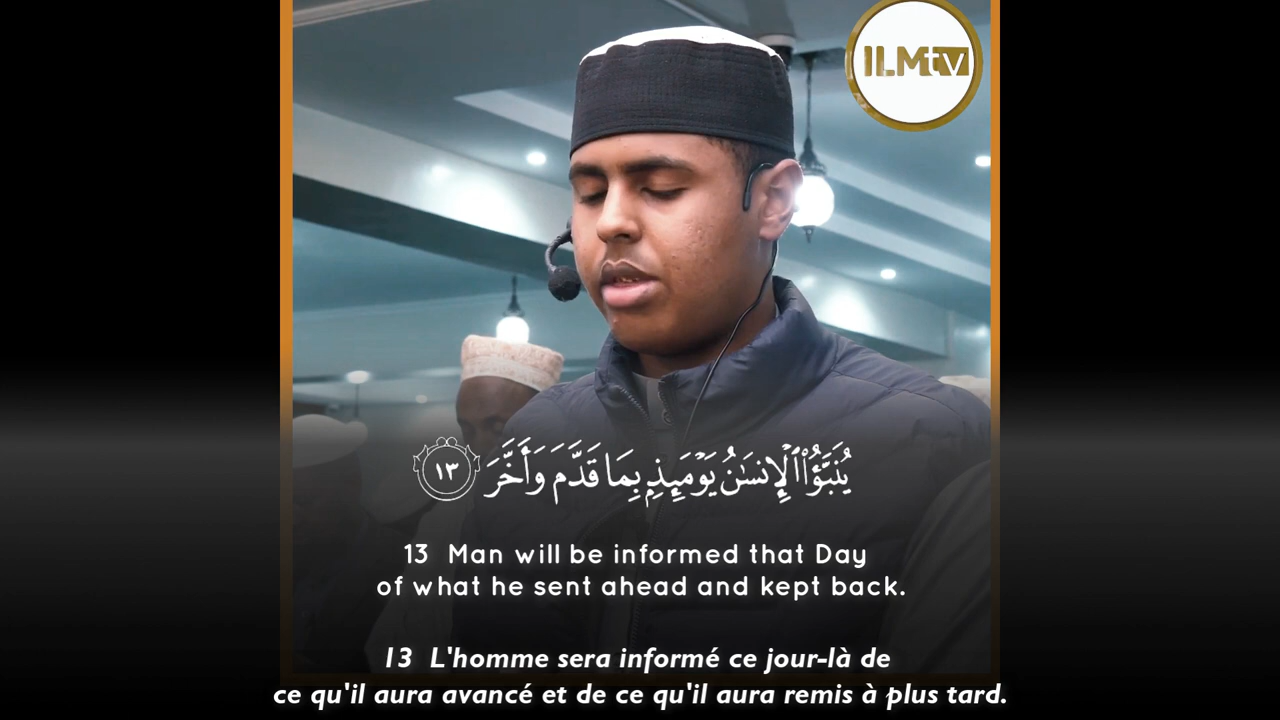 ILMtv
يُنَبَّؤُا۟ ٱلْإِنسَٰنُ يَوْمَئِذٍۭ بِمَا قَدَّمَ وَأَخَّرَ ١٣
13 Man will be informed that Day
of what he sent ahead and kept back.
13 L'homme sera informé ce jour-là de
ce qu'il aura avancé et de ce qu'il aura remis à plus tard.